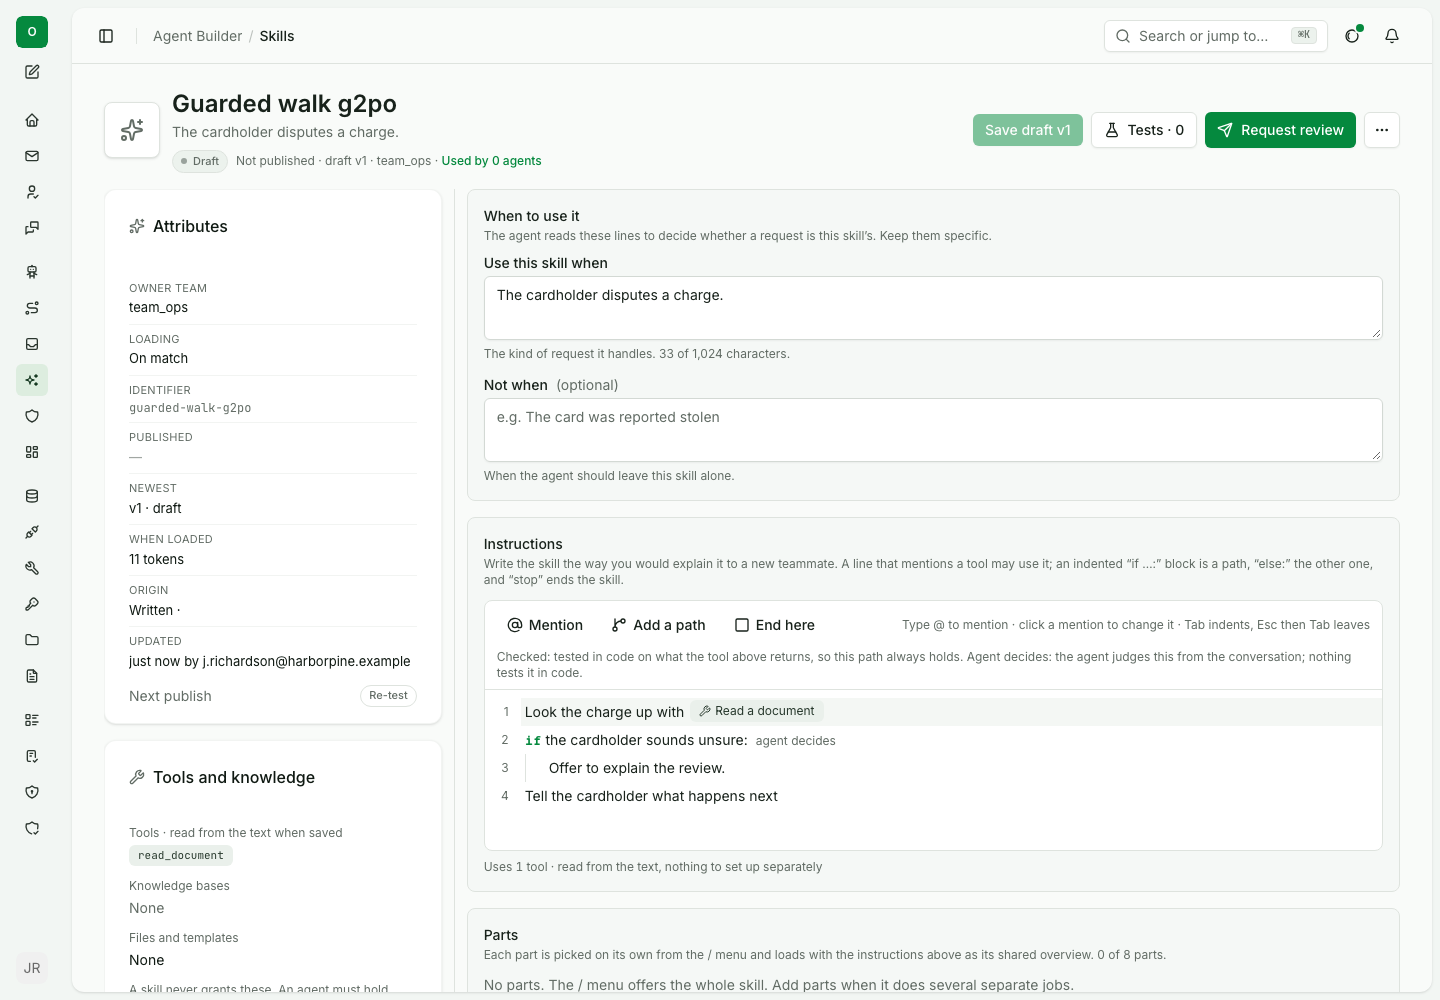 O
Agent Builder / Skills
Search or jump to... ⌘K
Guarded walk g2po
The cardholder disputes a charge.
Draft Not published · draft v1 · team_ops · Used by 0 agents
Save draft v1
Tests · 0
Request review
Attributes
OWNER TEAM
team_ops
LOADING
On match
IDENTIFIER
guarded-walk-g2po
PUBLISHED
—
NEWEST
v1 · draft
WHEN LOADED
11 tokens
ORIGIN
Written ·
UPDATED
just now by j.richardson@harborpine.example
Next publish Re-test
Tools and knowledge
Tools · read from the text when saved
read_document
Knowledge bases
None
Files and templates
None
A skill never grants these. An agent must hold
When to use it
The agent reads these lines to decide whether a request is this skill’s. Keep them specific.
Use this skill when
The cardholder disputes a charge.
The kind of request it handles. 33 of 1,024 characters.
Not when (optional)
e.g. The card was reported stolen
When the agent should leave this skill alone.
Instructions
Write the skill the way you would explain it to a new teammate. A line that mentions a tool may use it; an indented “if …:” block is a path, “else:” the other one,
and “stop” ends the skill.
Mention Add a path End here Type @ to mention · click a mention to change it · Tab indents, Esc then Tab leaves
Checked: tested in code on what the tool above returns, so this path always holds. Agent decides: the agent judges this from the conversation; nothing
tests it in code.
1 Look the charge up with Read a document
2 if the cardholder sounds unsure: agent decides
3 Offer to explain the review.
4 Tell the cardholder what happens next
Uses 1 tool · read from the text, nothing to set up separately
Parts
Each part is picked on its own from the / menu and loads with the instructions above as its shared overview. 0 of 8 parts.
No parts. The / menu offers the whole skill. Add parts when it does several separate jobs.
JR